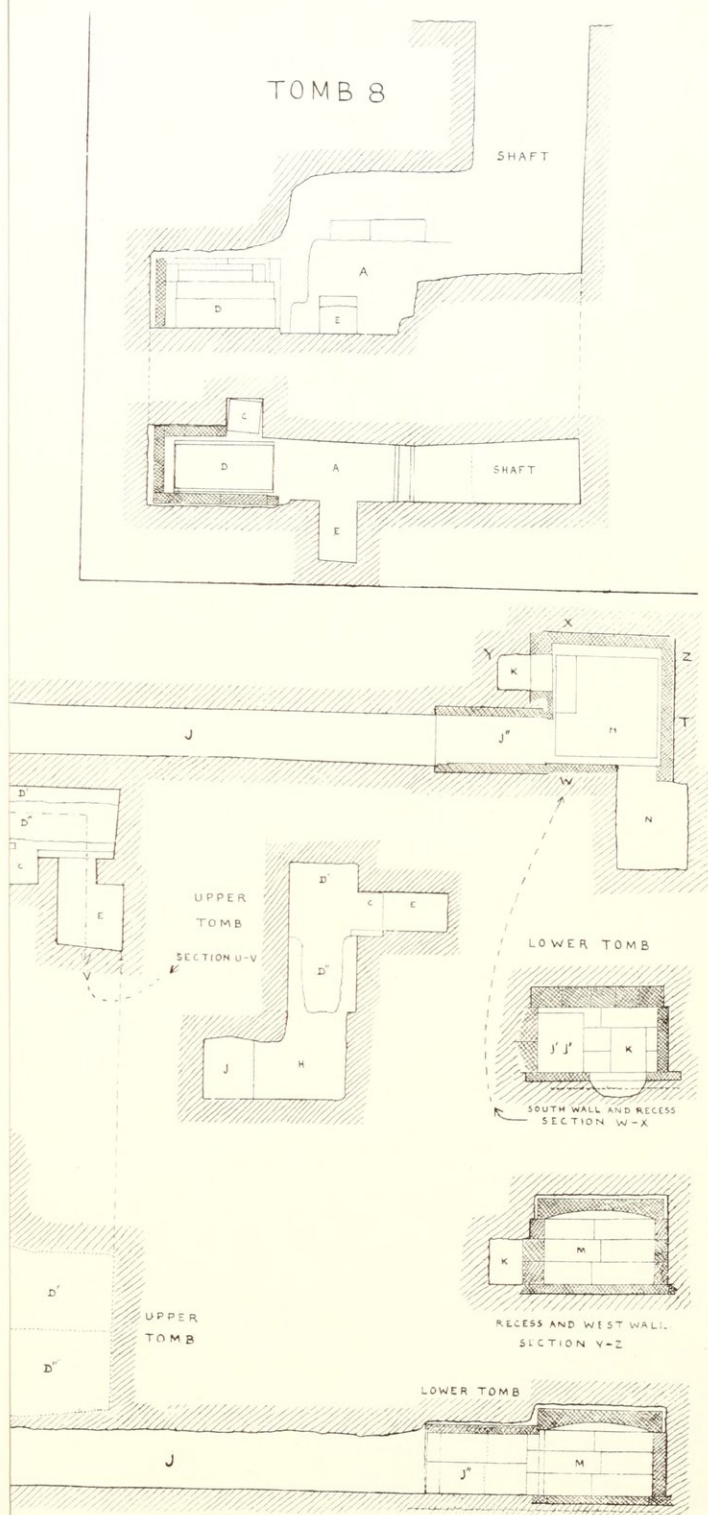 TOMB 8
SHAFT
A
D
E
C
D
A
SHAFT
E
X
Y
K
Z
J
J"
M
T
W
N
D'
D"
C
E
V
UPPER
TOMB
SECTION U-V
D'
C
E
D"
J
H
LOWER TOMB
J' J"
K
SOUTH WALL AND RECESS
SECTION W-X
K
M
RECESS AND WEST WALL
SECTION Y-Z
D'
D"
UPPER
TOMB
LOWER TOMB
J
J"
M